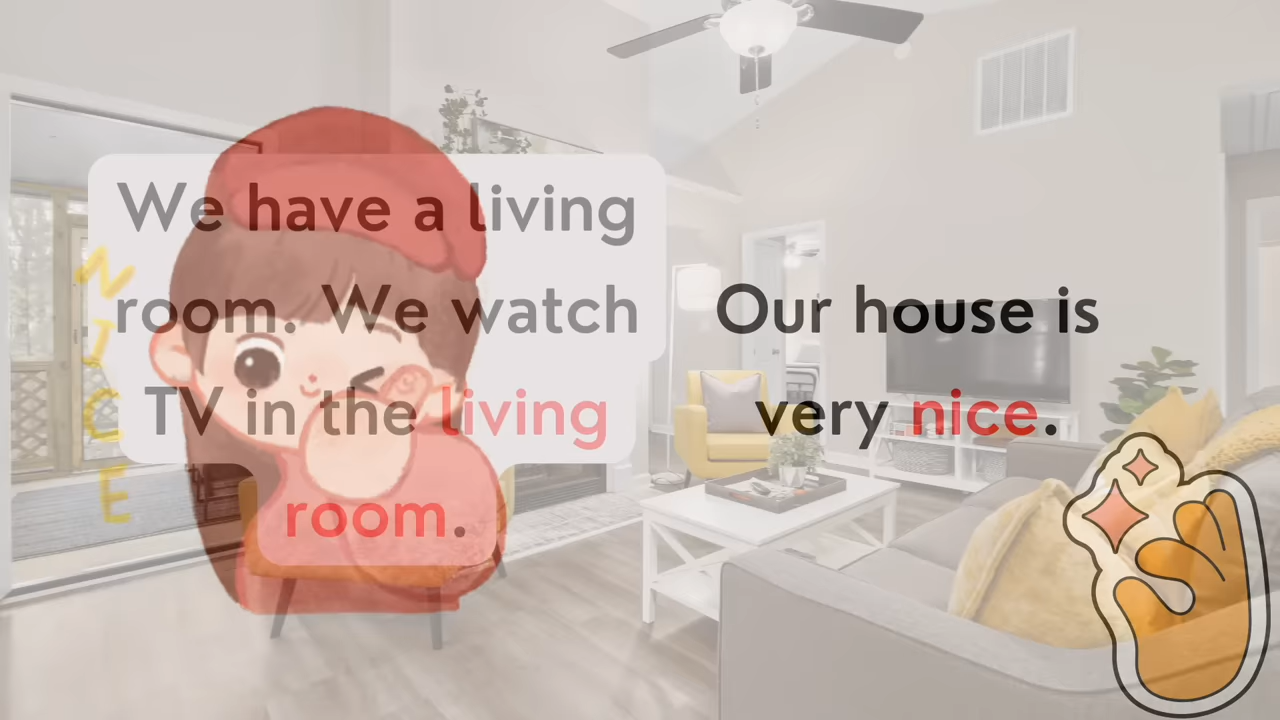 We have a living
room. We watch
TV in the living
room.
Our house is
very nice.
NICE